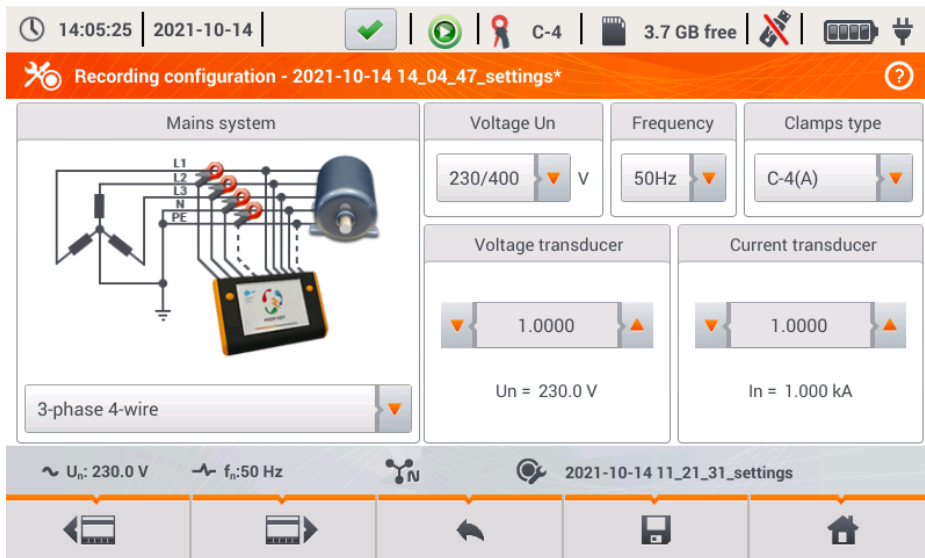 14:05:25 2021-10-14 C-4 3.7 GB free
Recording configuration - 2021-10-14 14_04_47_settings*
?
Mains system
L1
L2
L3
N
PE
3-phase 4-wire
Voltage Un
230/400 V
Frequency
50Hz
Clamps type
C-4(A)
Voltage transducer
1.0000
Un = 230.0 V
Current transducer
1.0000
In = 1.000 kA
Un: 230.0 V fn:50 Hz N 2021-10-14 11_21_31_settings